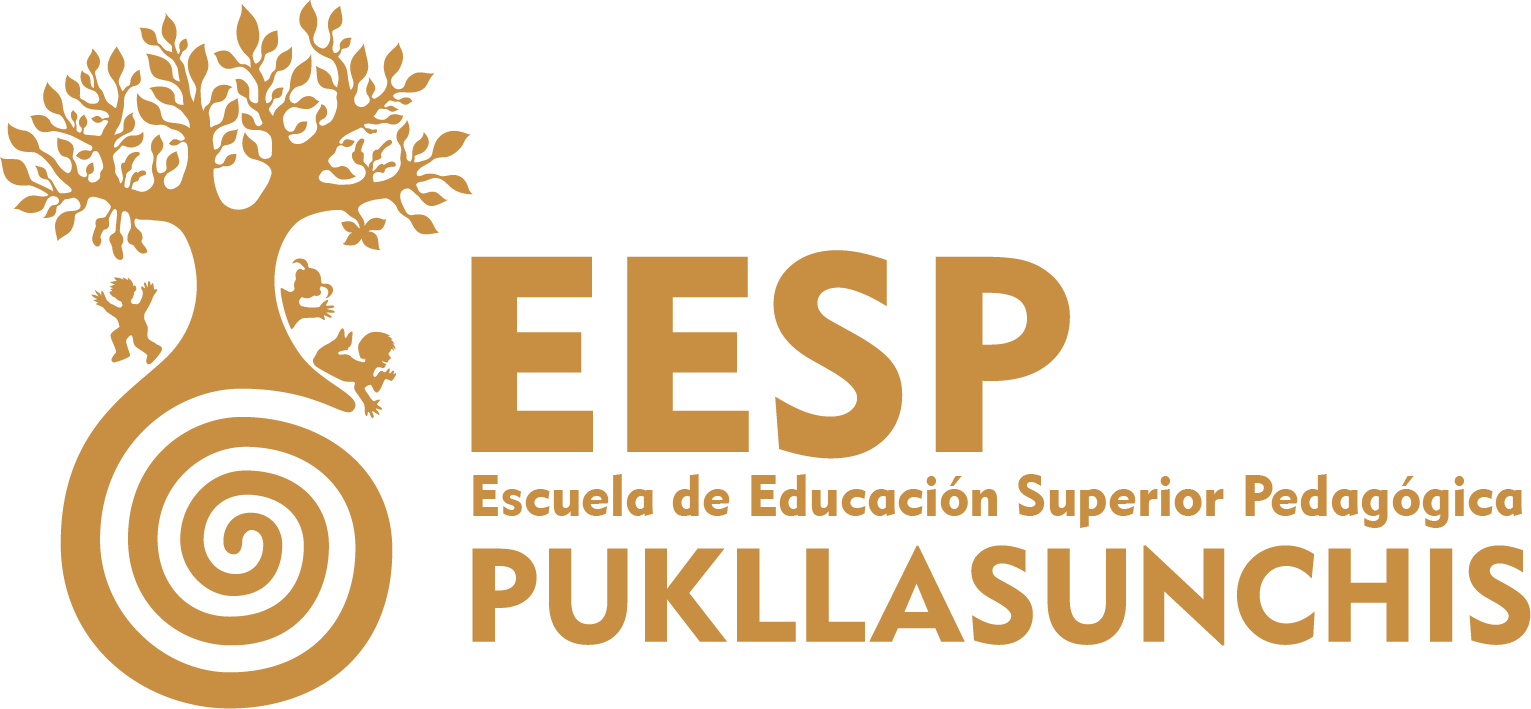 EESP
Escuela de Educación Superior Pedagógica
PUKLLASUNCHIS